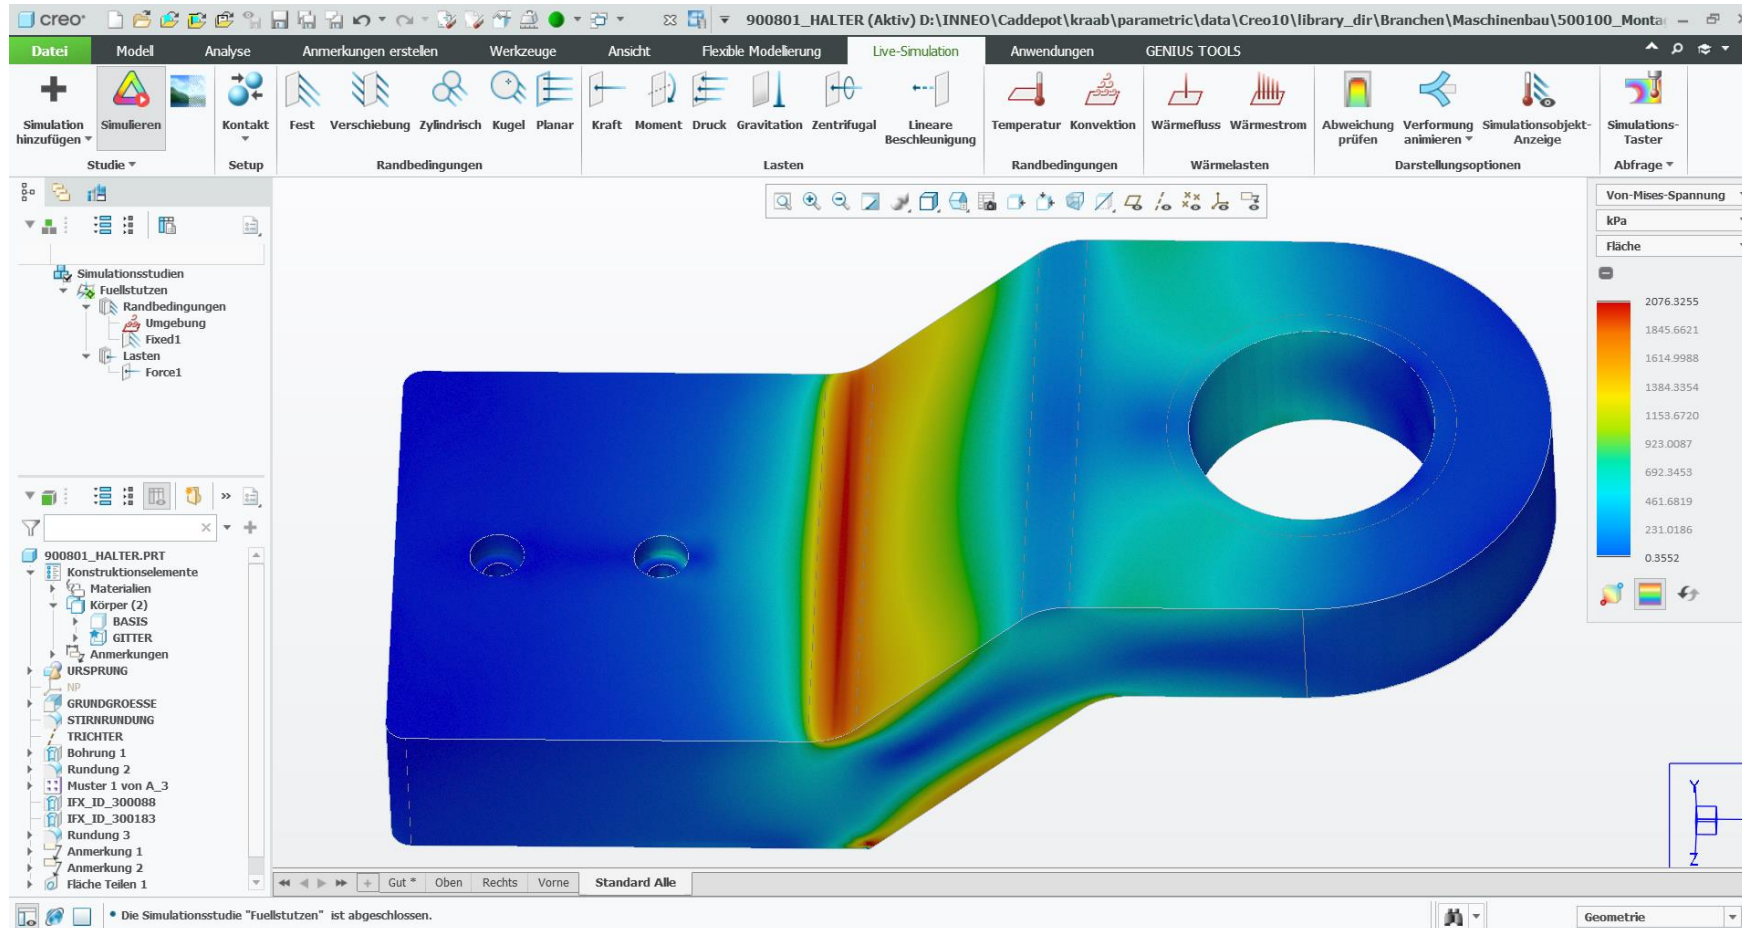 creo®
900801_HALTER (Aktiv) D:\INNEO\Caddepot\kraab\parametric\data\Creo10\library_dir\Branchen\Maschinenbau\500100_Monta
Datei Modell Analyse Anmerkungen erstellen Werkzeuge Ansicht Flexible Modellierung Live-Simulation Anwendungen GENIUS TOOLS
Simulation hinzufügen
Simulieren
Kontakt
Fest Verschiebung Zylindrisch Kugel Planar
Kraft Moment Druck Gravitation Zentrifugal
Lineare Beschleunigung
Temperatur Konvektion
Wärmefluss Wärmestrom
Abweichung prüfen
Verformung animieren
Simulationsobjekt-Anzeige
Simulations-Taster
Studie Setup Randbedingungen Lasten Randbedingungen Wärmelasten Darstellungsoptionen Abfrage
Simulationsstudien
Fuellstutzen
Randbedingungen
Umgebung
Fixed1
Lasten
Force1
900801_HALTER.PRT
Konstruktionselemente
Materialien
Körper (2)
BASIS
GITTER
Anmerkungen
URSPRUNG
NP
GRUNDGROESSE
STIRNRUNDUNG
TRICHTER
Bohrung 1
Rundung 2
Muster 1 von A_3
IFX_ID_300088
IFX_ID_300183
Rundung 3
Anmerkung 1
Anmerkung 2
Fläche Teilen 1
Von-Mises-Spannung
kPa
Fläche
2076.3255
1845.6621
1614.9988
1384.3354
1153.6720
923.0087
692.3453
461.6819
231.0186
0.3552
Y
Z
Gut * Oben Rechts Vorne Standard Alle
• Die Simulationsstudie "Fuellstutzen" ist abgeschlossen.
Geometrie